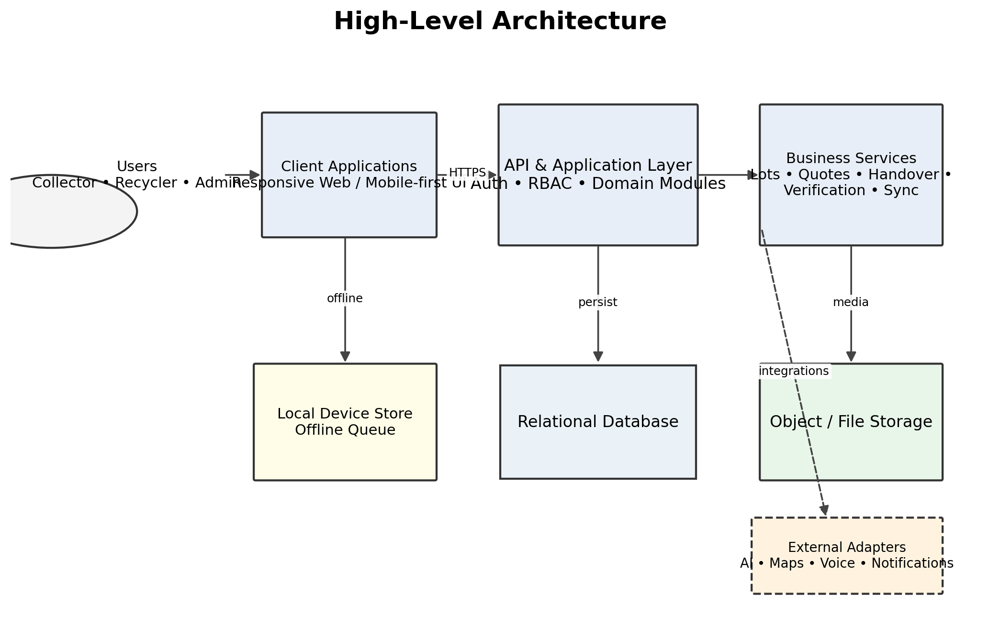 High-Level Architecture
Users
Collector • Recycler • Admin
Client Applications
Responsive Web / Mobile-first UI
HTTPS
API & Application Layer
Auth • RBAC • Domain Modules
Business Services
Lots • Quotes • Handover •
Verification • Sync
offline
persist
media
integrations
Local Device Store
Offline Queue
Relational Database
Object / File Storage
External Adapters
AI • Maps • Voice • Notifications